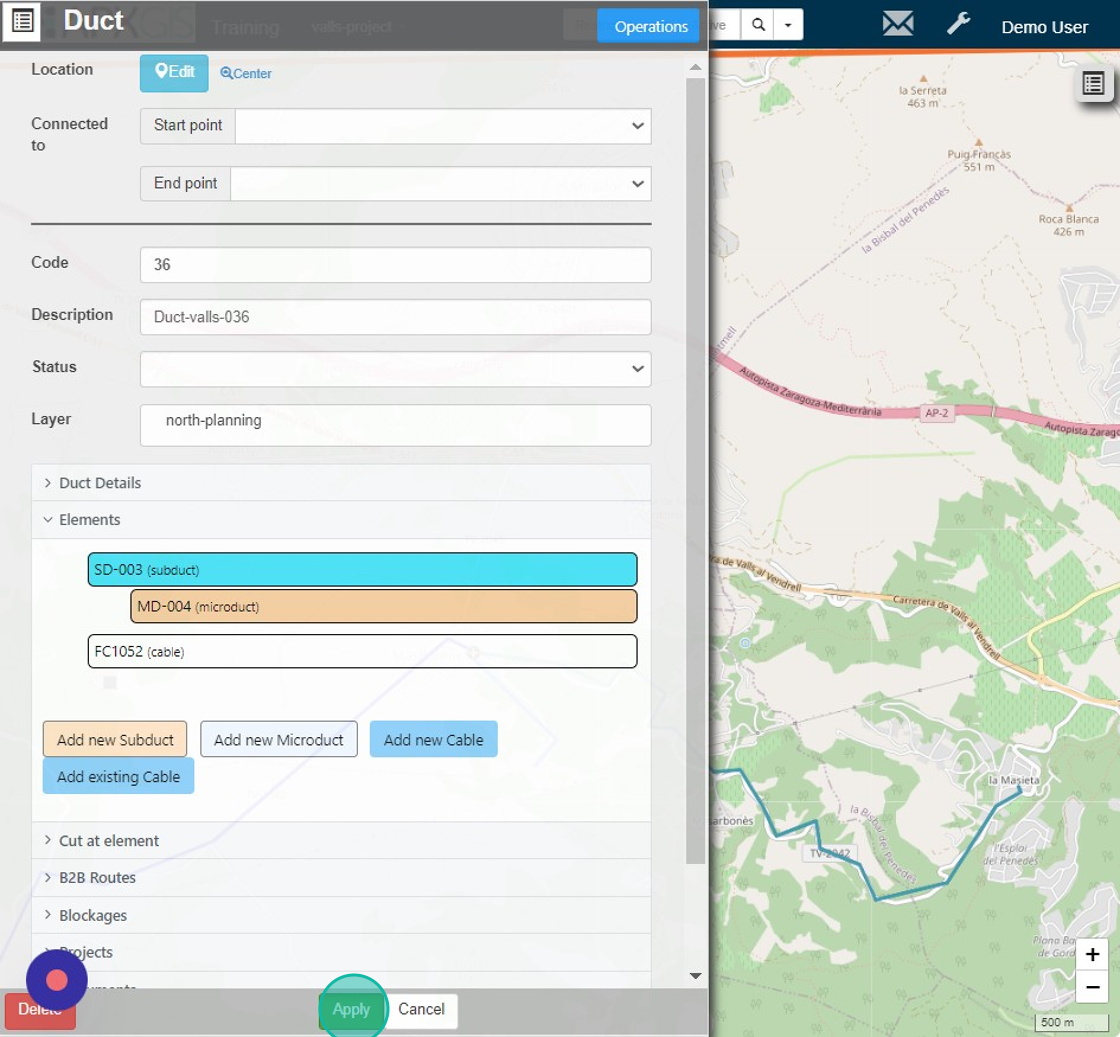 Duct
Training
valls-project
Operations
Demo User
Location
Edit
Center
Connected to
Start point
End point
Code
36
Description
Duct-valls-036
Status
Layer
north-planning
Duct Details
Elements
SD-003 (subduct)
MD-004 (microduct)
FC1052 (cable)
Add new Subduct
Add new Microduct
Add new Cable
Add existing Cable
Cut at element
B2B Routes
Blockages
Projects
Delete
Apply
Cancel
la Serreta
463 m
Puig Françàs
551 m
Roca Blanca
426 m
la Bisbal del Penedès
Autopista Zaragoza-Mediterrània
AP-2
Autopista Zarago
ra de Valls al Vendrell
Carretera de Valls al Vendrell
la Masieta
sarbonès
TV-2042
la Bisbal del Penedès
l'Esplai
del Penedès
Plana Ba
de Gord
+
−
500 m